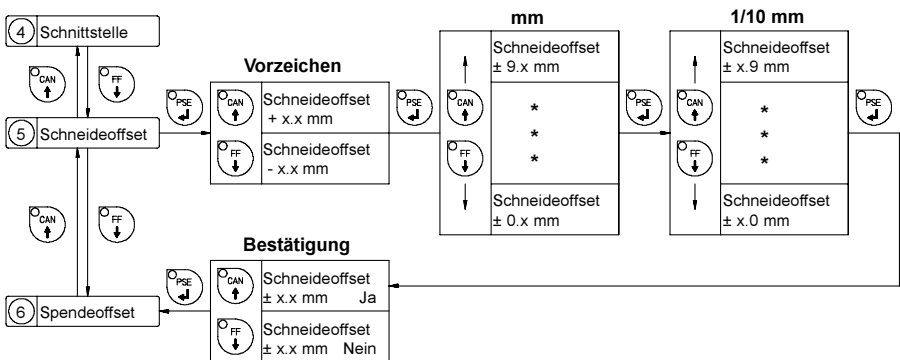 mm
1/10 mm
4 Schnittstelle
Schneideoffset
± 9.x mm
Schneideoffset
± x.9 mm
Vorzeichen
CAN
FF
PSE
CAN
Schneideoffset
+ x.x mm
PSE
CAN
*
*
*
PSE
CAN
*
*
*
PSE
5 Schneideoffset
FF
Schneideoffset
- x.x mm
FF
FF
Schneideoffset
± 0.x mm
Schneideoffset
± x.0 mm
CAN
FF
Bestätigung
PSE
CAN
Schneideoffset
± x.x mm Ja
6 Spendeoffset
FF
Schneideoffset
± x.x mm Nein